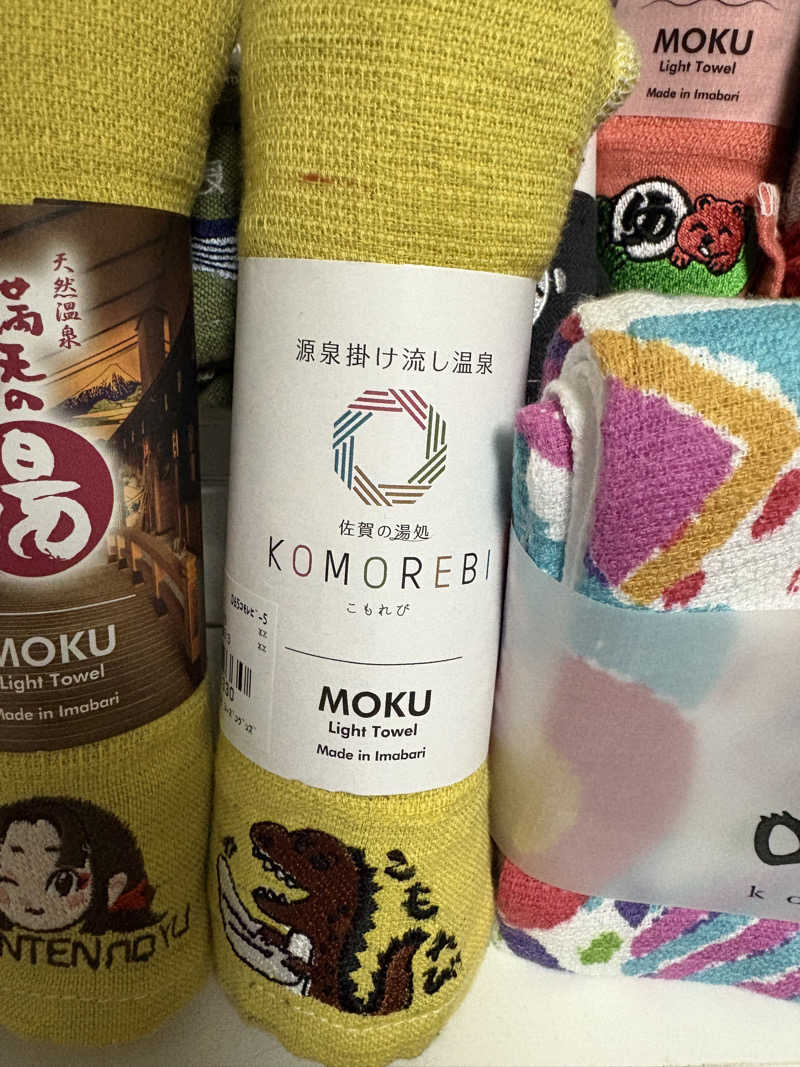 天然温泉
満天の
湯
MOKU
Light Towel
Made in Imabari
NTENNOYU
源泉掛け流し温泉
佐賀の湯処
KOMOREBI
こもれび
MOKU
Light Towel
Made in Imabari
こもれび
MOKU
Light Towel
Made in Imabari
ゆ